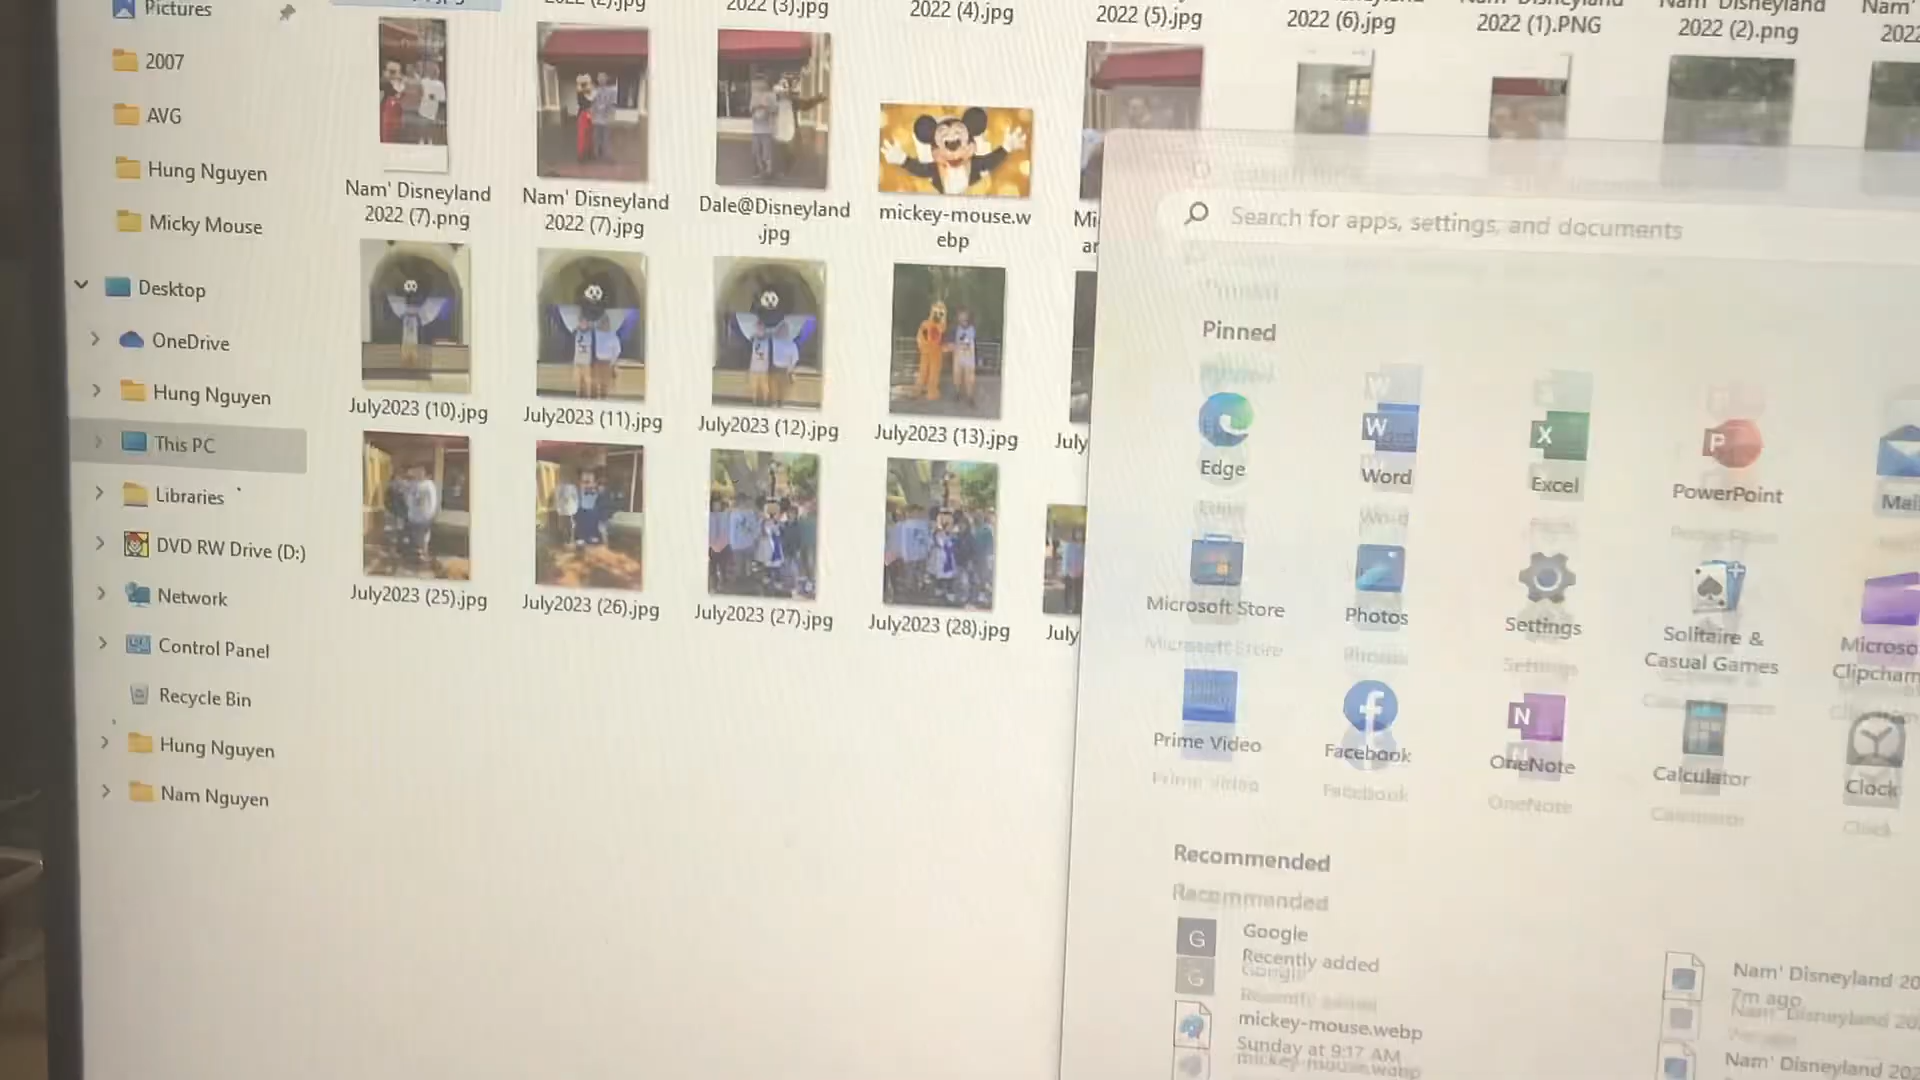 Pictures
2007
AVG
Hung Nguyen
Micky Mouse
Desktop
OneDrive
Hung Nguyen
This PC
Libraries
DVD RW Drive (D:)
Network
Control Panel
Recycle Bin
Hung Nguyen
Nam Nguyen
2022 (3).jpg
2022 (4).jpg
2022 (5).jpg
2022 (6).jpg
Nam' Disneyland
2022 (1).PNG
Nam' Disneyland
2022 (2).png
Nam'
2022
Nam' Disneyland
2022 (7).png
Nam' Disneyland
2022 (7).jpg
Dale@Disneyland
.jpg
mickey-mouse.w
ebp
Mi
ar
July2023 (10).jpg
July2023 (11).jpg
July2023 (12).jpg
July2023 (13).jpg
July
July2023 (25).jpg
July2023 (26).jpg
July2023 (27).jpg
July2023 (28).jpg
July
Search for apps, settings, and documents
Pinned
Edge
Word
Excel
PowerPoint
Mail
Microsoft Store
Photos
Settings
Solitaire &
Casual Games
Microso
Clipcham
Prime Video
Facebook
OneNote
Calculator
Clock
Recommended
Google
Recently added
mickey-mouse.webp
Sunday at 9:17 AM
Nam' Disneyland 20
7m ago
Nam' Disneyland 202